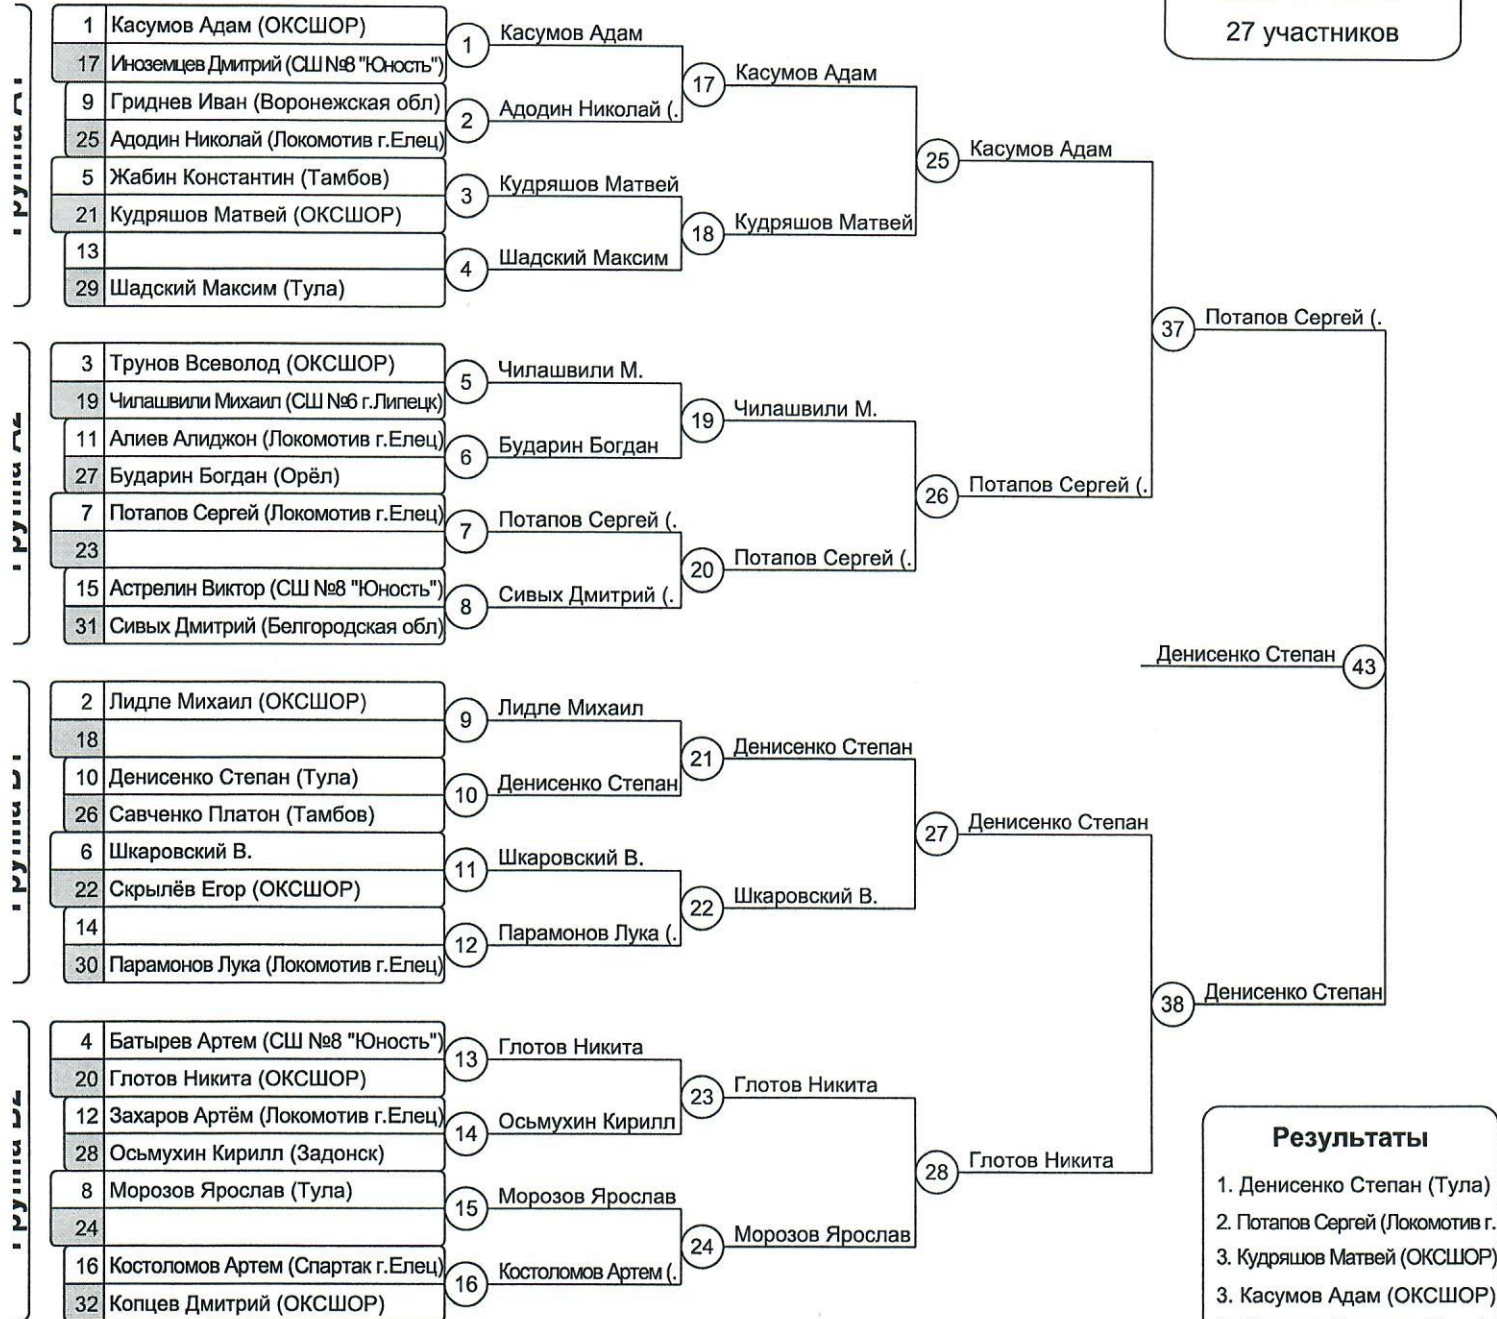 27 участников
Группа А1
1 Касумов Адам (ОКСШОР)
17 Иноземцев Дмитрий (СШ №8 "Юность")
9 Гриднев Иван (Воронежская обл)
25 Адодин Николай (Локомотив г.Елец)
5 Жабин Константин (Тамбов)
21 Кудряшов Матвей (ОКСШОР)
13
29 Шадский Максим (Тула)
1 Касумов Адам
2 Адодин Николай (.
3 Кудряшов Матвей
4 Шадский Максим
17 Касумов Адам
18 Кудряшов Матвей
25 Касумов Адам
Группа А2
3 Трунов Всеволод (ОКСШОР)
19 Чилашвили Михаил (СШ №6 г.Липецк)
11 Алиев Алиджон (Локомотив г.Елец)
27 Бударин Богдан (Орёл)
7 Потапов Сергей (Локомотив г.Елец)
23
15 Астрелин Виктор (СШ №8 "Юность")
31 Сивых Дмитрий (Белгородская обл)
5 Чилашвили М.
6 Бударин Богдан
7 Потапов Сергей (.
8 Сивых Дмитрий (.
19 Чилашвили М.
20 Потапов Сергей (.
26 Потапов Сергей (.
37 Потапов Сергей (.
Денисенко Степан 43
2 Лидле Михаил (ОКСШОР)
18
10 Денисенко Степан (Тула)
26 Савченко Платон (Тамбов)
6 Шкаровский В.
22 Скрылёв Егор (ОКСШОР)
14
30 Парамонов Лука (Локомотив г.Елец)
9 Лидле Михаил
10 Денисенко Степан
11 Шкаровский В.
12 Парамонов Лука (.
21 Денисенко Степан
22 Шкаровский В.
27 Денисенко Степан
38 Денисенко Степан
4 Батырев Артем (СШ №8 "Юность")
20 Глотов Никита (ОКСШОР)
12 Захаров Артём (Локомотив г.Елец)
28 Осьмухин Кирилл (Задонск)
8 Морозов Ярослав (Тула)
24
16 Костоломов Артем (Спартак г.Елец)
32 Копцев Дмитрий (ОКСШОР)
13 Глотов Никита
14 Осьмухин Кирилл
15 Морозов Ярослав
16 Костоломов Артем (.
23 Глотов Никита
24 Морозов Ярослав
28 Глотов Никита
Результаты
1. Денисенко Степан (Тула)
2. Потапов Сергей (Локомотив г.
3. Кудряшов Матвей (ОКСШОР)
3. Касумов Адам (ОКСШОР)